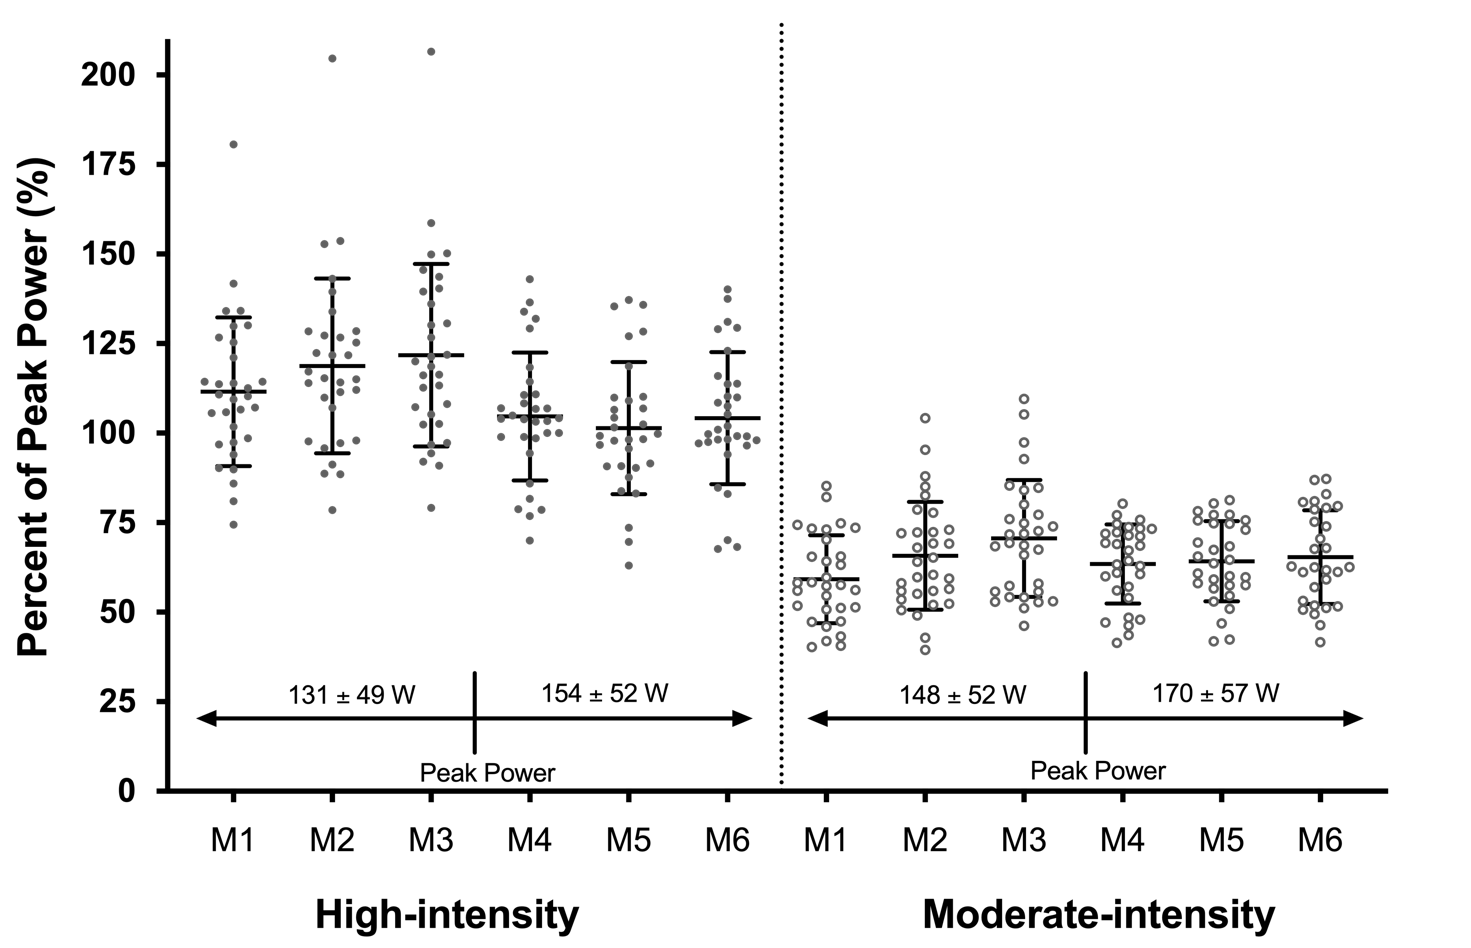 Percent of Peak Power (%)
200
175
150
125
100
75
50
25
0
131 ± 49 W
154 ± 52 W
148 ± 52 W
170 ± 57 W
Peak Power
Peak Power
M1 M2 M3 M4 M5 M6 M1 M2 M3 M4 M5 M6
High-intensity
Moderate-intensity